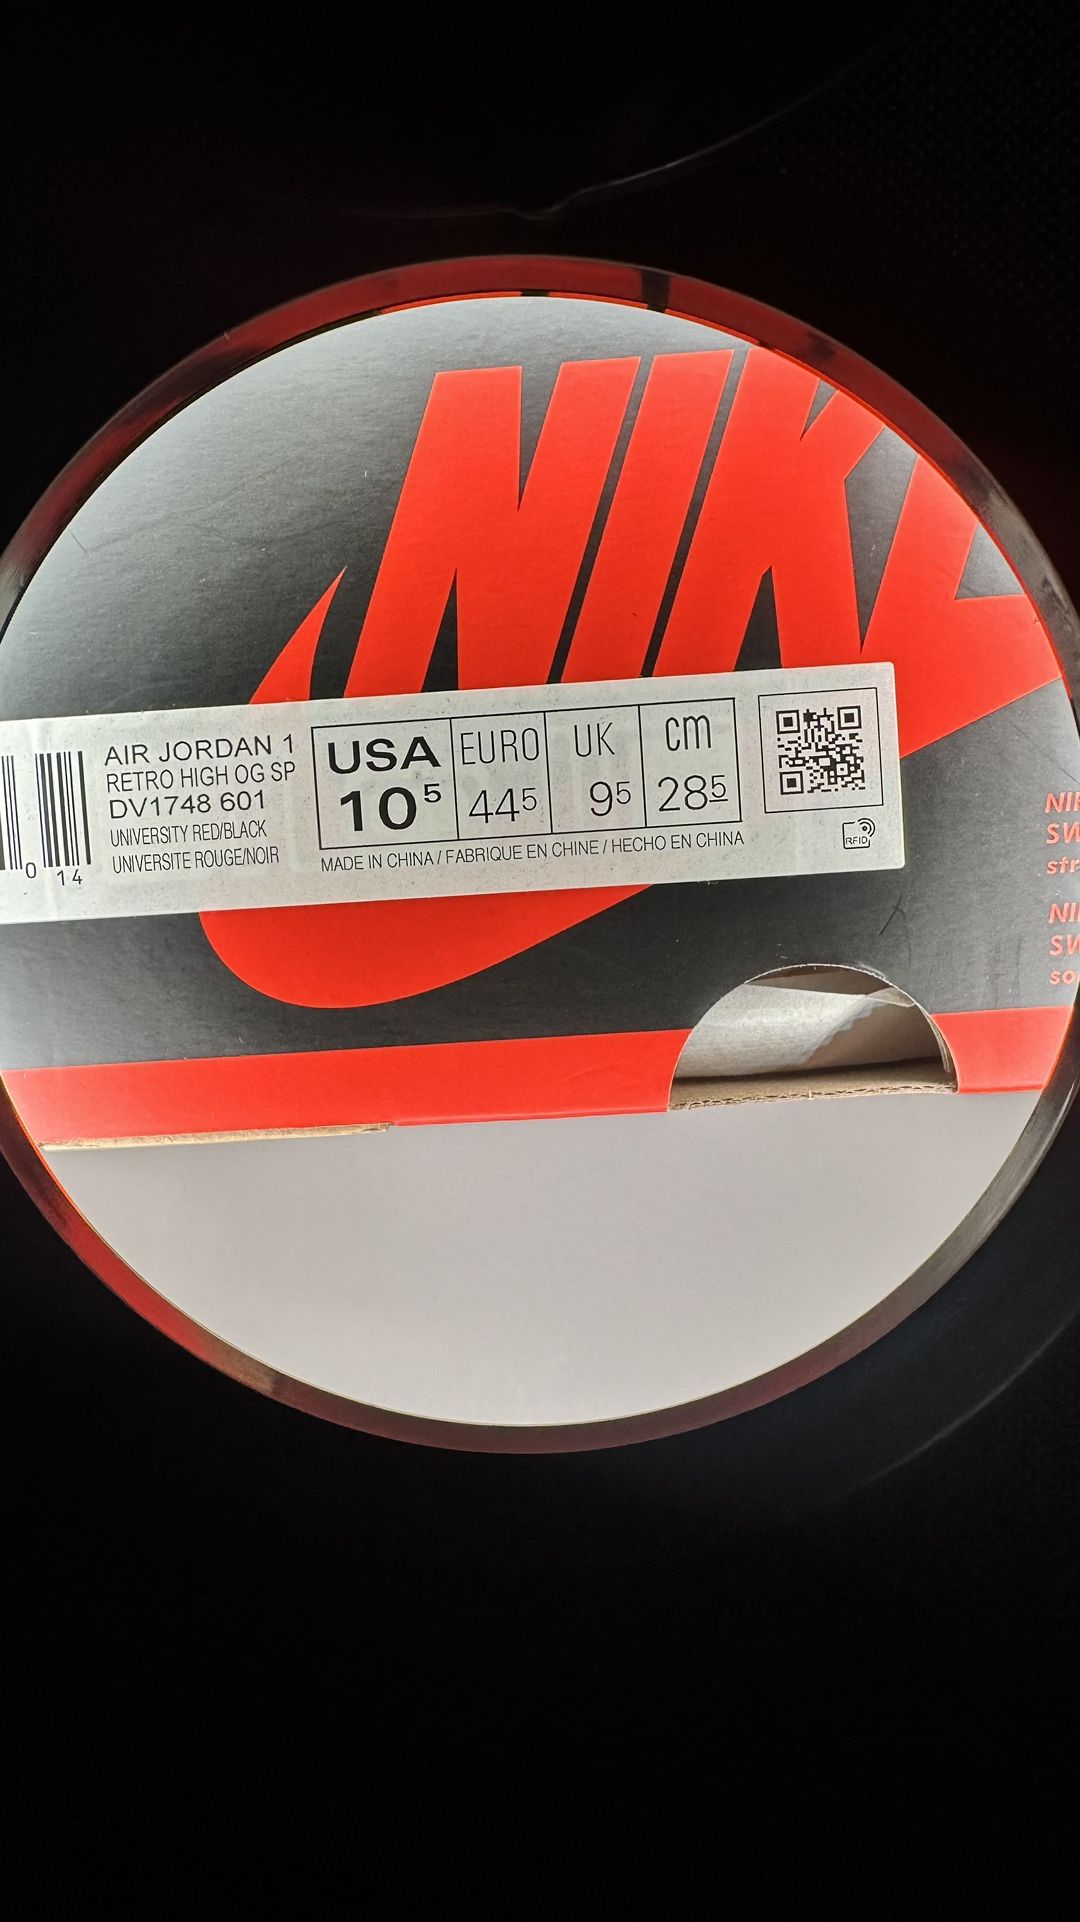 NIKE
AIR JORDAN 1
RETRO HIGH OG SP
DV1748 601
UNIVERSITY RED/BLACK
UNIVERSITE ROUGE/NOIR
0 14
USA EURO UK cm
10⁵ 44⁵ 9⁵ 28⁵
MADE IN CHINA / FABRIQUE EN CHINE / HECHO EN CHINA
RFID